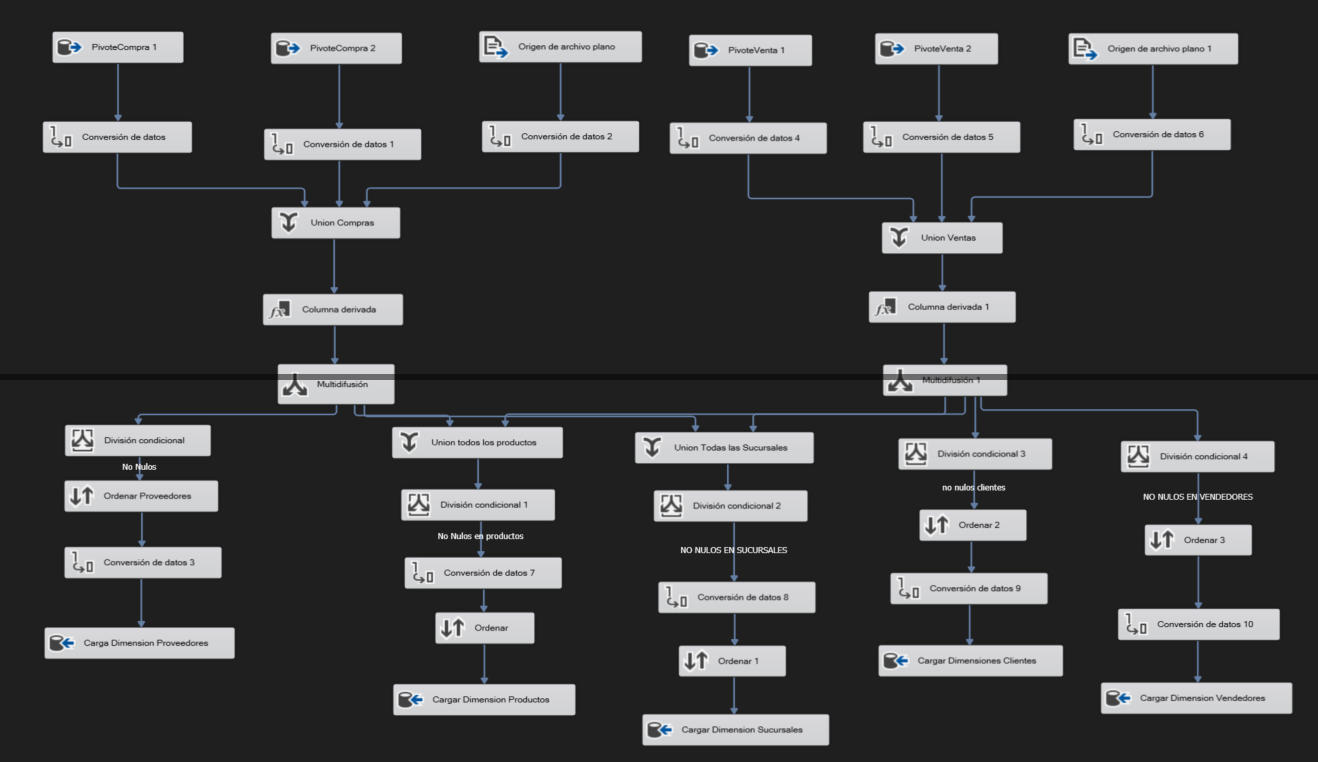 PivoteCompra 1
PivoteCompra 2
Origen de archivo plano
PivoteVenta 1
PivoteVenta 2
Origen de archivo plano 1
Conversión de datos
Conversión de datos 1
Conversión de datos 2
Conversión de datos 4
Conversión de datos 5
Conversión de datos 6
Union Compras
Union Ventas
Columna derivada
Columna derivada 1
Multidifusión
Multidifusión 1
División condicional
Union todos los productos
Union Todas las Sucursales
División condicional 3
División condicional 4
No Nulos
no nulos clientes
NO NULOS EN VENDEDORES
Ordenar Proveedores
División condicional 1
División condicional 2
Ordenar 2
Ordenar 3
No Nulos en productos
NO NULOS EN SUCURSALES
Conversión de datos 3
Conversión de datos 7
Conversión de datos 8
Conversión de datos 9
Conversión de datos 10
Carga Dimension Proveedores
Ordenar
Ordenar 1
Cargar Dimensiones Clientes
Cargar Dimension Productos
Cargar Dimension Vendedores
Cargar Dimension Sucursales